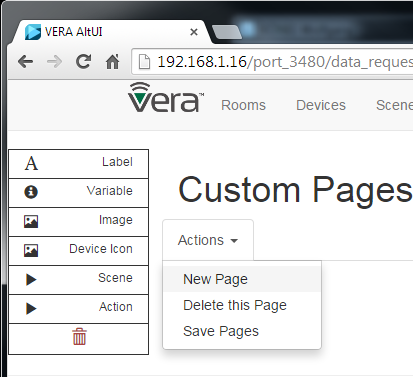 VERA AltUI
192.168.1.16/port_3480/data_reques
vera™ Rooms Devices Scene
A Label
Variable
Image
Device Icon
Scene
Action
Custom Pages
Actions
New Page
Delete this Page
Save Pages